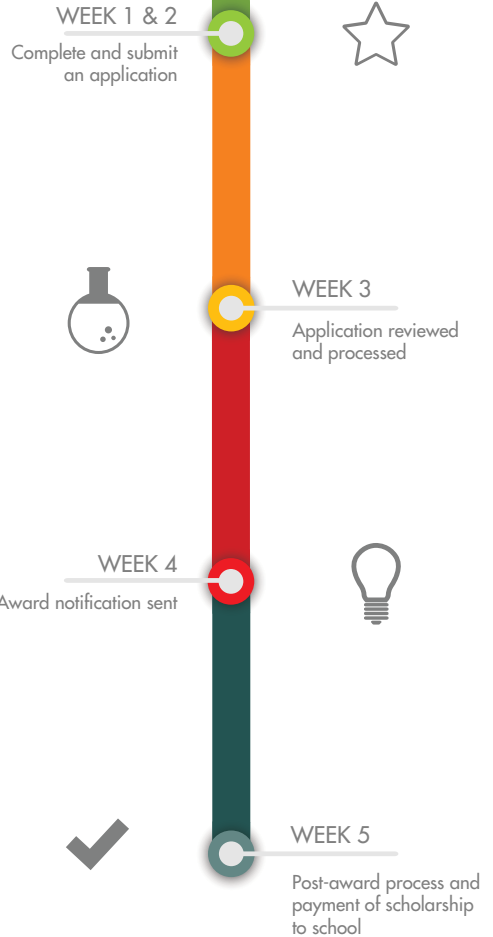 WEEK 1 & 2
Complete and submit
an application
WEEK 3
Application reviewed
and processed
WEEK 4
Award notification sent
WEEK 5
Post-award process and
payment of scholarship
to school